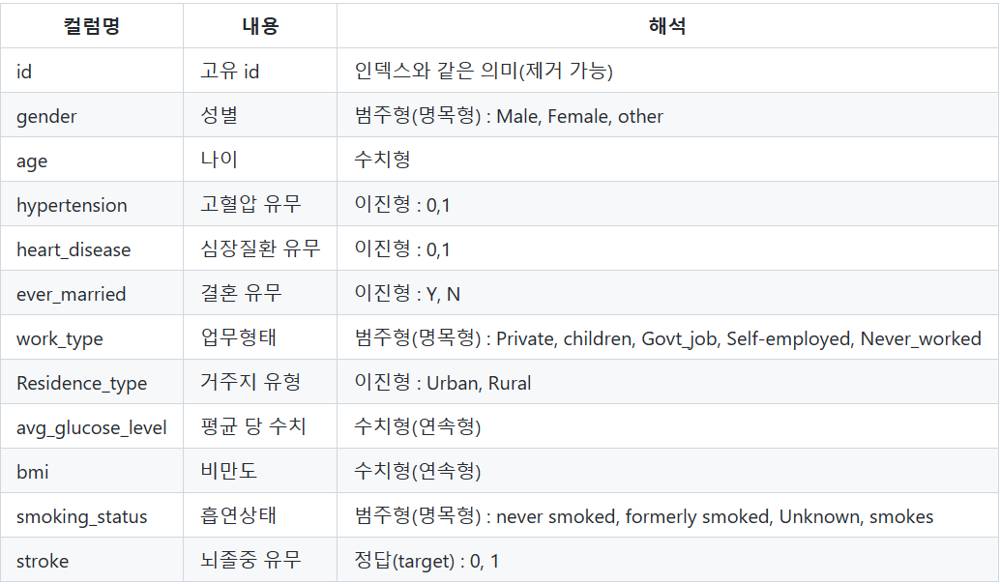 컬럼명 내용 해석
id 고유 id 인덱스와 같은 의미(제거 가능)
gender 성별 범주형(명목형) : Male, Female, other
age 나이 수치형
hypertension 고혈압 유무 이진형 : 0,1
heart_disease 심장질환 유무 이진형 : 0,1
ever_married 결혼 유무 이진형 : Y, N
work_type 업무형태 범주형(명목형) : Private, children, Govt_job, Self-employed, Never_worked
Residence_type 거주지 유형 이진형 : Urban, Rural
avg_glucose_level 평균 당 수치 수치형(연속형)
bmi 비만도 수치형(연속형)
smoking_status 흡연상태 범주형(명목형) : never smoked, formerly smoked, Unknown, smokes
stroke 뇌졸중 유무 정답(target) : 0, 1